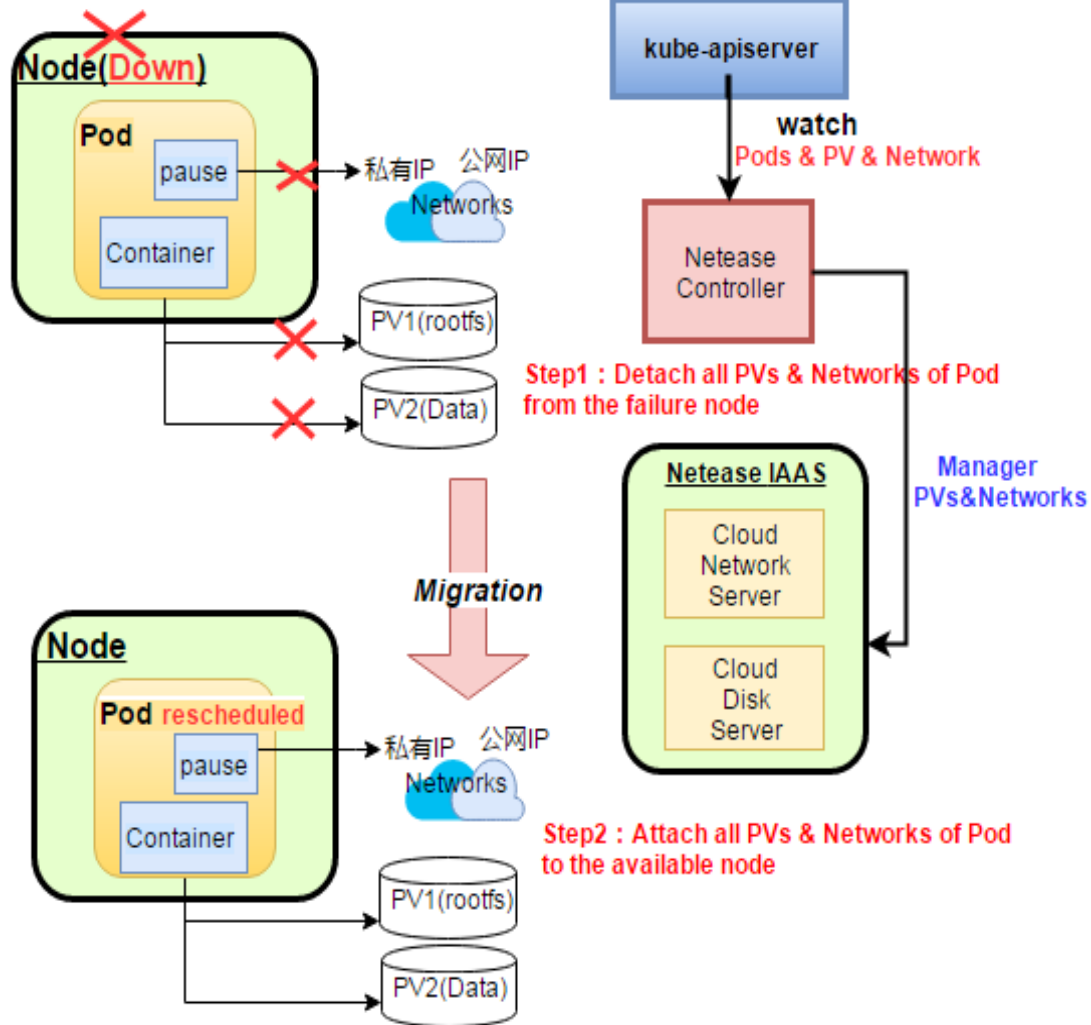 Node(Down)
Pod
pause
Container
私有IP
公网IP
Networks
PV1(rootfs)
PV2(Data)
kube-apiserver
watch
Pods & PV & Network
Netease
Controller
Step1：Detach all PVs & Networks of Pod
from the failure node
Manager
PVs&Networks
Netease IAAS
Cloud
Network
Server
Cloud
Disk
Server
Migration
Node
Pod rescheduled
pause
Container
私有IP
公网IP
Networks
PV1(rootfs)
PV2(Data)
Step2：Attach all PVs & Networks of Pod
to the available node